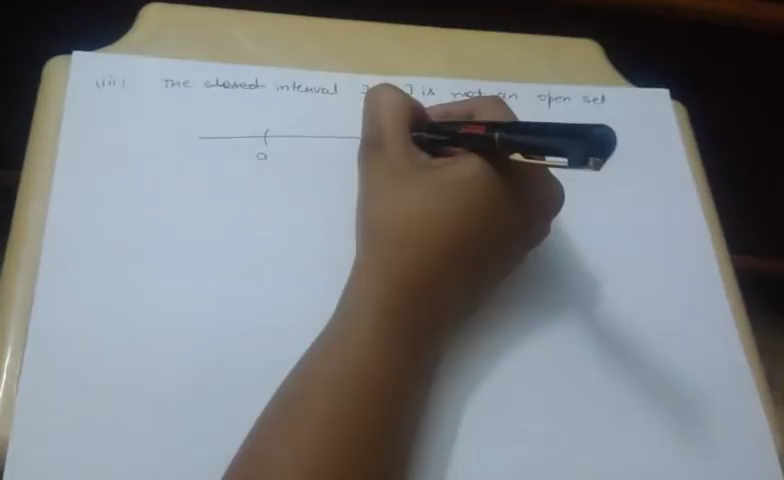 (iii) The closed interval ] ] is not an open set
0